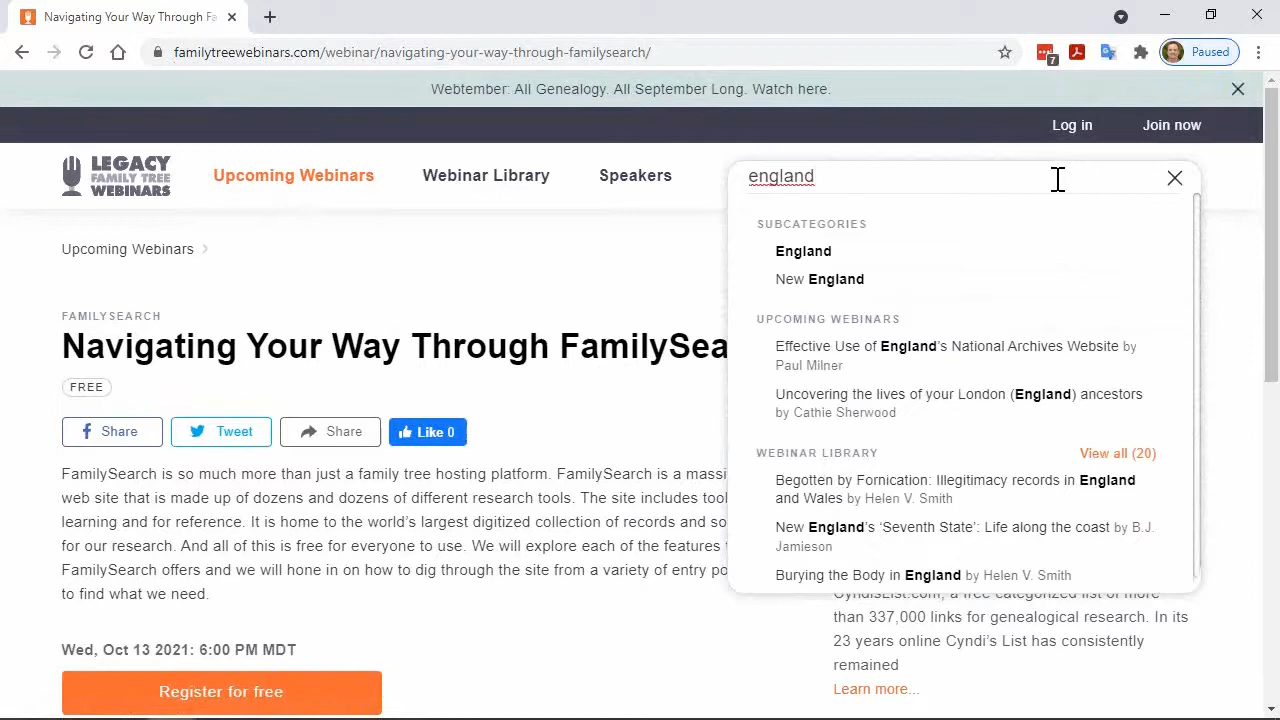 Navigating Your Way Through Fa
familytreewebinars.com/webinar/navigating-your-way-through-familysearch/
7
Paused
Webtember: All Genealogy. All September Long. Watch here.
Log in
Join now
LEGACY
FAMILY TREE
WEBINARS
Upcoming Webinars
Webinar Library
Speakers
england
Upcoming Webinars
SUBCATEGORIES
England
New England
UPCOMING WEBINARS
Effective Use of England's National Archives Website by
Paul Milner
Uncovering the lives of your London (England) ancestors
by Cathie Sherwood
WEBINAR LIBRARY
View all (20)
Begotten by Fornication: Illegitimacy records in England
and Wales by Helen V. Smith
New England's ‘Seventh State’: Life along the coast by B.J.
Jamieson
Burying the Body in England by Helen V. Smith
FAMILYSEARCH
Navigating Your Way Through FamilySea
FREE
Share
Tweet
Share
Like 0
FamilySearch is so much more than just a family tree hosting platform. FamilySearch is a massi
web site that is made up of dozens and dozens of different research tools. The site includes tool
learning and for reference. It is home to the world's largest digitized collection of records and so
for our research. And all of this is free for everyone to use. We will explore each of the features
FamilySearch offers and we will hone in on how to dig through the site from a variety of entry po
to find what we need.
CyndisList.com, a free categorized list of more
than 337,000 links for genealogical research. In its
23 years online Cyndi's List has consistently
remained
Learn more...
Wed, Oct 13 2021: 6:00 PM MDT
Register for free